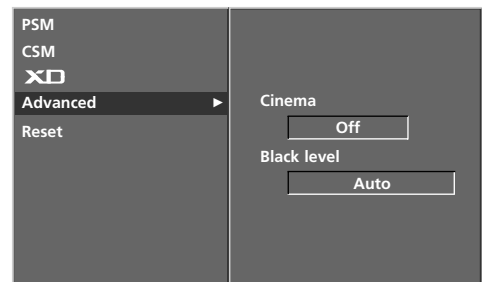 PSM
CSM
XD
Advanced ►
Reset
Cinema
Off
Black level
Auto